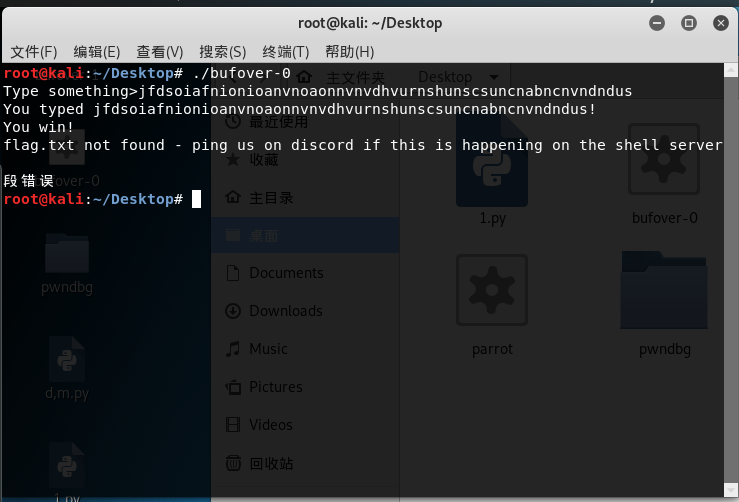 root@kali: ~/Desktop
文件(F) 编辑(E) 查看(V) 搜索(S) 终端(T) 帮助(H)
root@kali:~/Desktop# ./bufover-0
Type something>jfdsoiafnionioanvnoaonnvnvdhvurnshunscsuncnabncnvndndus
You typed jfdsoiafnionioanvnoaonnvnvdhvurnshunscsuncnabncnvndndus!
You win!
flag.txt not found - ping us on discord if this is happening on the shell server
段错误
root@kali:~/Desktop#
主文件夹 Desktop
最近使用
收藏
主目录
桌面
Documents
Downloads
Music
Pictures
Videos
回收站
1.py
bufover-0
parrot
pwndbg
pwndbg
d,m.py
1.py